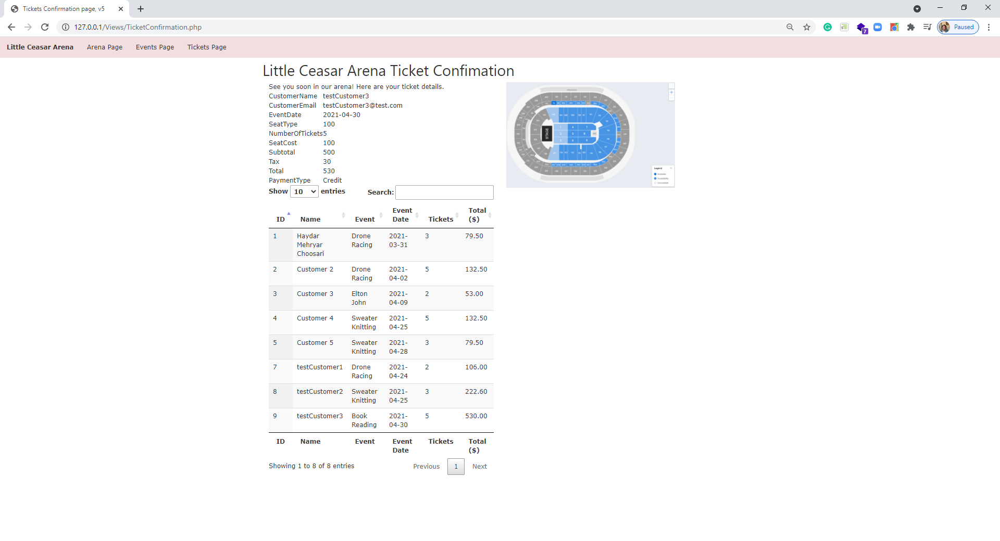 Tickets Confirmation page, v5
127.0.0.1/Views/TicketConfirmation.php
7
Paused
Little Ceasar Arena Arena Page Events Page Tickets Page
Little Ceasar Arena Ticket Confimation
See you soon in our arena! Here are your ticket details.
CustomerName testCustomer3
CustomerEmail testCustomer3@test.com
EventDate 2021-04-30
SeatType 100
NumberOfTickets5
SeatCost 100
Subtotal 500
Tax 30
Total 530
PaymentType Credit
STAGE
Legend
Show 10 entries Search:
ID Name Event Event Date Tickets Total ($)
1 Haydar Mehryar Choosari Drone Racing 2021-03-31 3 79.50
2 Customer 2 Drone Racing 2021-04-02 5 132.50
3 Customer 3 Elton John 2021-04-09 2 53.00
4 Customer 4 Sweater Knitting 2021-04-25 5 132.50
5 Customer 5 Sweater Knitting 2021-04-28 3 79.50
7 testCustomer1 Drone Racing 2021-04-24 2 106.00
8 testCustomer2 Sweater Knitting 2021-04-25 3 222.60
9 testCustomer3 Book Reading 2021-04-30 5 530.00
ID Name Event Event Date Tickets Total ($)
Showing 1 to 8 of 8 entries Previous 1 Next